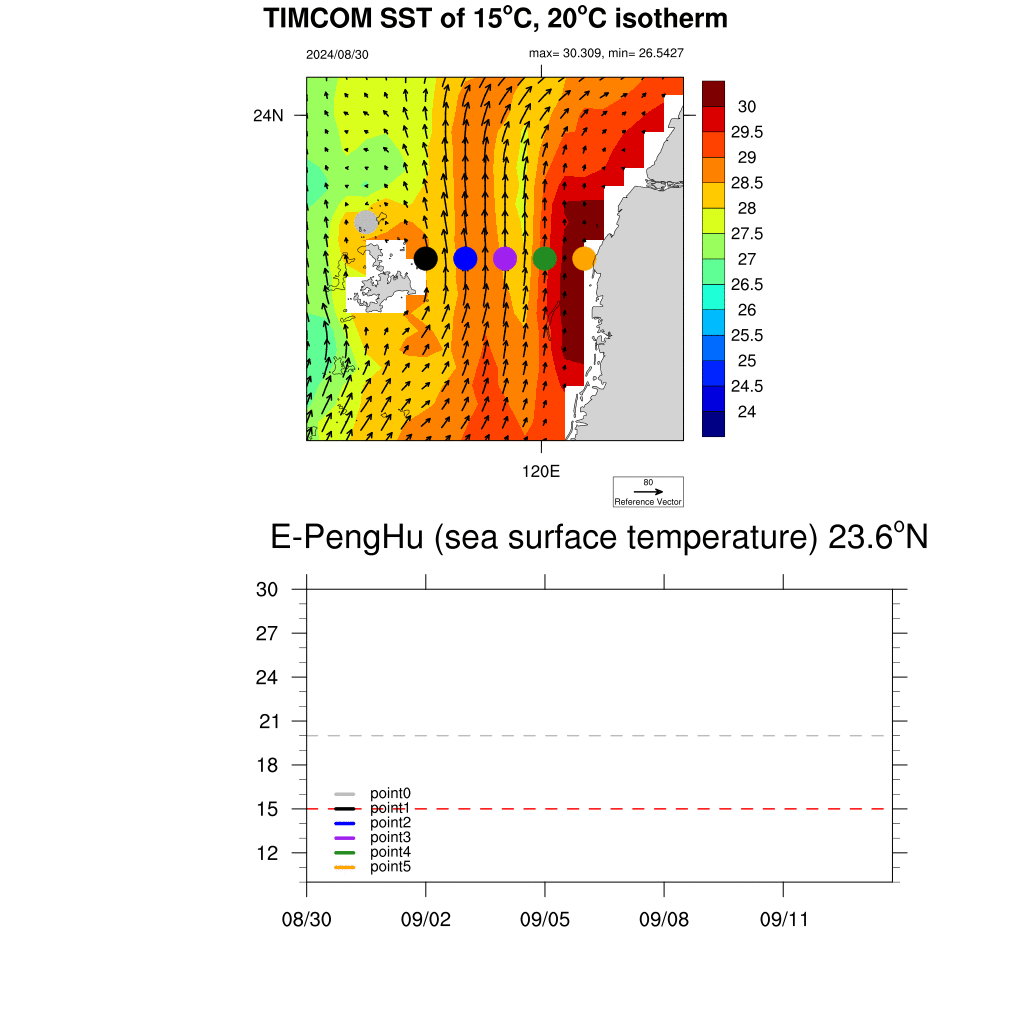 TIMCOM SST of 15°C, 20°C isotherm
2024/08/30
max= 30.309, min= 26.5427
24N
30
29.5
29
28.5
28
27.5
27
26.5
26
25.5
25
24.5
24
120E
80
Reference Vector
E-PengHu (sea surface temperature) 23.6°N
30
27
24
21
18
15
12
point0
point1
point2
point3
point4
point5
08/30 09/02 09/05 09/08 09/11